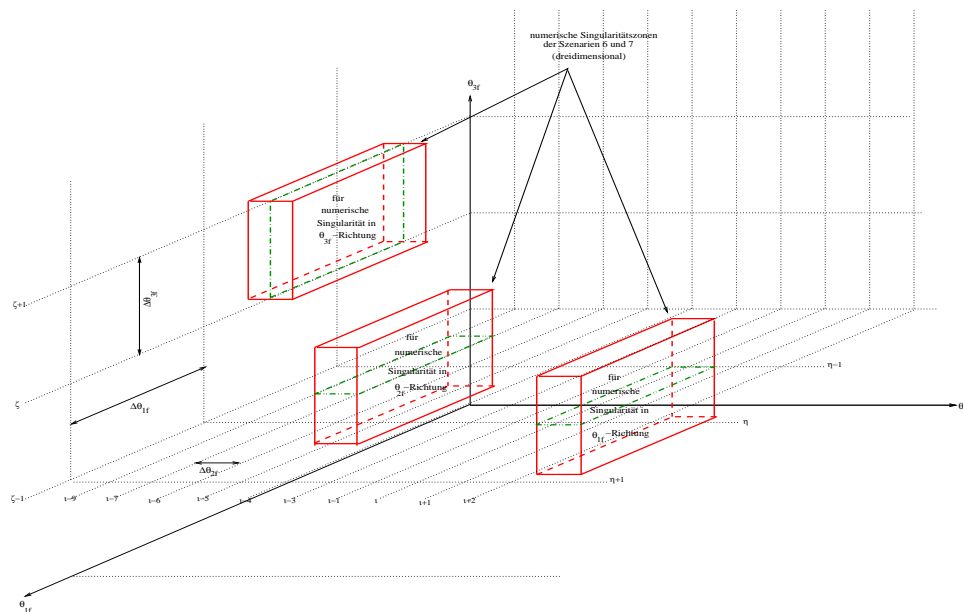 numerische Singularitätszonen
der Szenarien 6 und 7
(dreidimensional)
θ3f
für
numerische
Singularität in
θ3f−Richtung
ζ+1
Δθ3f
für
numerische
Singularität in
θ2f−Richtung
für
numerische
Singularität in
θ1f−Richtung
η−1
ζ
Δθ1f
θ
η
Δθ2f
η+1
ζ−1
ι−9
ι−7
ι−6
ι−5
ι−4
ι−3
ι−1
ι
ι+1
ι+2
θ1f